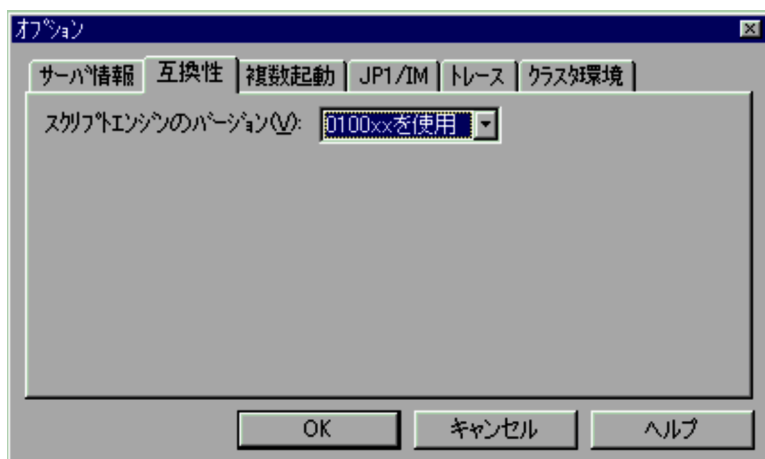 オプション
サーバ情報 互換性 複数起動 JP1/IM トレース クラスタ環境
スクリプトエンジンのバージョン(V): 0100xxを使用
OK キャンセル ヘルプ